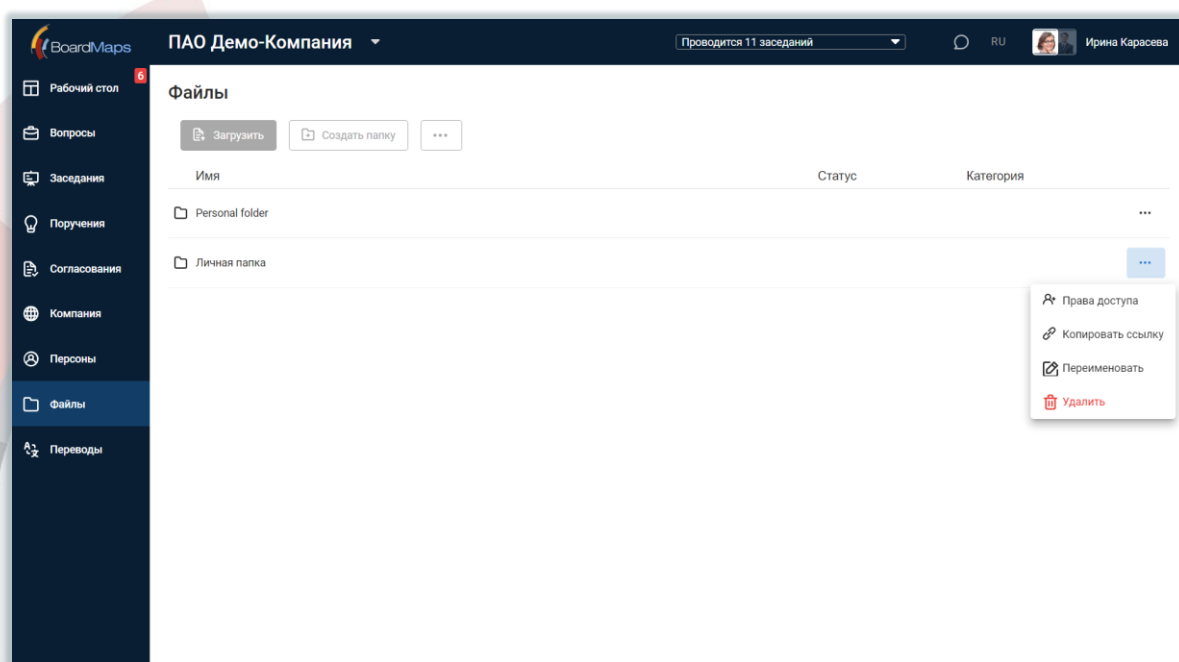 BoardMaps
ПАО Демо-Компания
Проводится 11 заседаний
RU
Ирина Карасева
Рабочий стол
6
Вопросы
Заседания
Поручения
Согласования
Компания
Персоны
Файлы
Переводы
Файлы
Загрузить
Создать папку
Имя
Статус
Категория
Personal folder
Личная папка
Права доступа
Копировать ссылку
Переименовать
Удалить